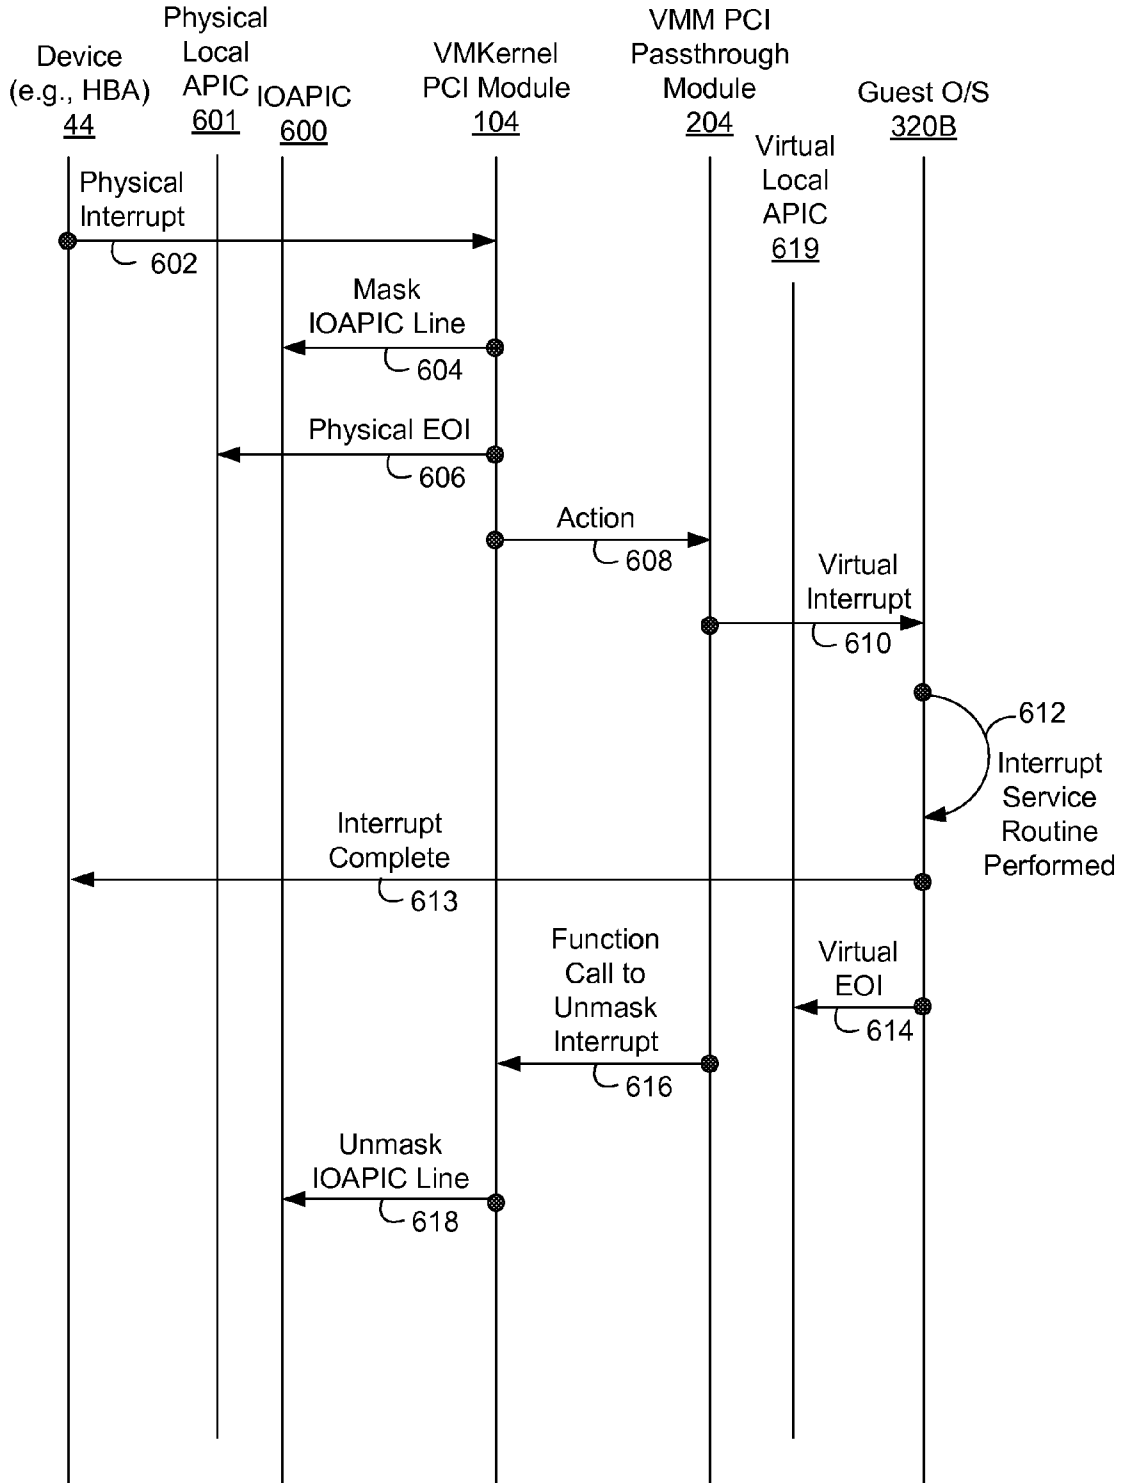 Device
(e.g., HBA)
44
Physical
Local
APIC
601
IOAPIC
600
VMKernel
PCI Module
104
VMM PCI
Passthrough
Module
204
Virtual
Local
APIC
619
Guest O/S
320B
Physical
Interrupt
602
Mask
IOAPIC Line
604
Physical EOI
606
Action
608
Virtual
Interrupt
610
612
Interrupt
Service
Routine
Performed
Interrupt
Complete
613
Virtual
EOI
614
Function
Call to
Unmask
Interrupt
616
Unmask
IOAPIC Line
618